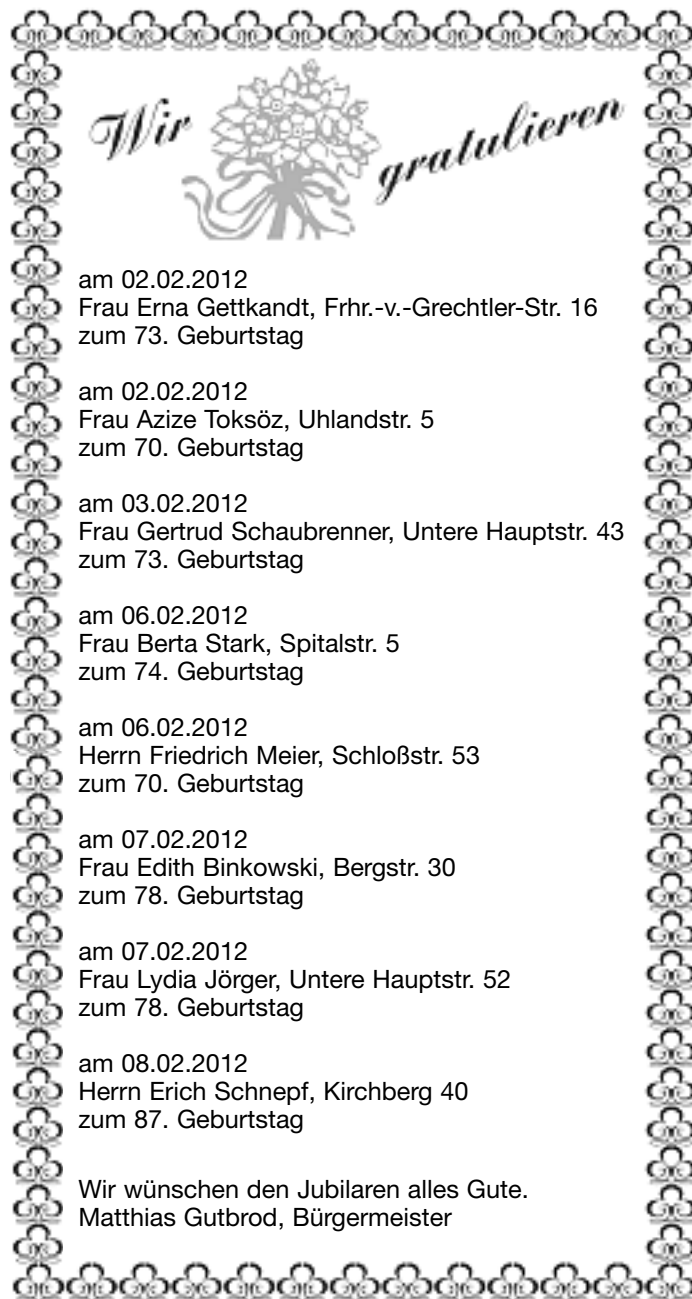 Wir gratulieren
am 02.02.2012
Frau Erna Gettkandt, Frhr.-v.-Grechtler-Str. 16
zum 73. Geburtstag
am 02.02.2012
Frau Azize Toksöz, Uhlandstr. 5
zum 70. Geburtstag
am 03.02.2012
Frau Gertrud Schaubrenner, Untere Hauptstr. 43
zum 73. Geburtstag
am 06.02.2012
Frau Berta Stark, Spitalstr. 5
zum 74. Geburtstag
am 06.02.2012
Herrn Friedrich Meier, Schloßstr. 53
zum 70. Geburtstag
am 07.02.2012
Frau Edith Binkowski, Bergstr. 30
zum 78. Geburtstag
am 07.02.2012
Frau Lydia Jörger, Untere Hauptstr. 52
zum 78. Geburtstag
am 08.02.2012
Herrn Erich Schnepf, Kirchberg 40
zum 87. Geburtstag
Wir wünschen den Jubilaren alles Gute.
Matthias Gutbrod, Bürgermeister